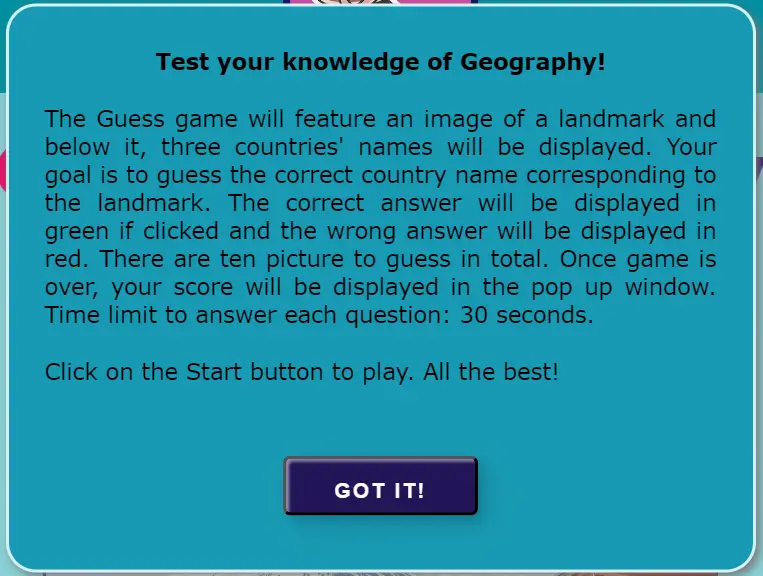 Test your knowledge of Geography!
The Guess game will feature an image of a landmark and
below it, three countries' names will be displayed. Your
goal is to guess the correct country name corresponding to
the landmark. The correct answer will be displayed in
green if clicked and the wrong answer will be displayed in
red. There are ten picture to guess in total. Once game is
over, your score will be displayed in the pop up window.
Time limit to answer each question: 30 seconds.
Click on the Start button to play. All the best!
GOT IT!